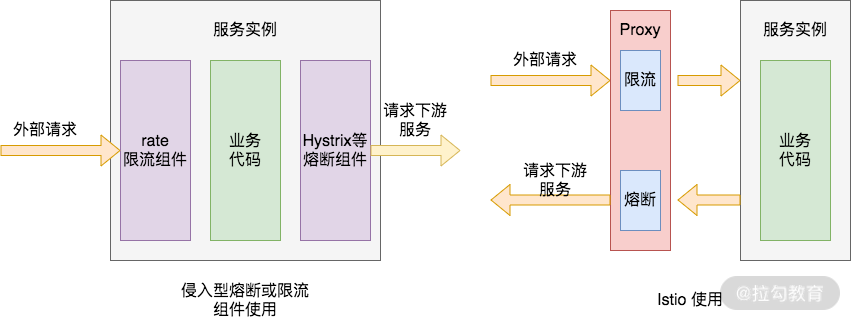 服务实例
外部请求
rate
限流组件
业务
代码
Hystrix等
熔断组件
请求下游
服务
侵入型熔断或限流
组件使用
Proxy
外部请求
限流
请求下游
服务
熔断
服务实例
业务
代码
Istio 使用
@拉勾教育